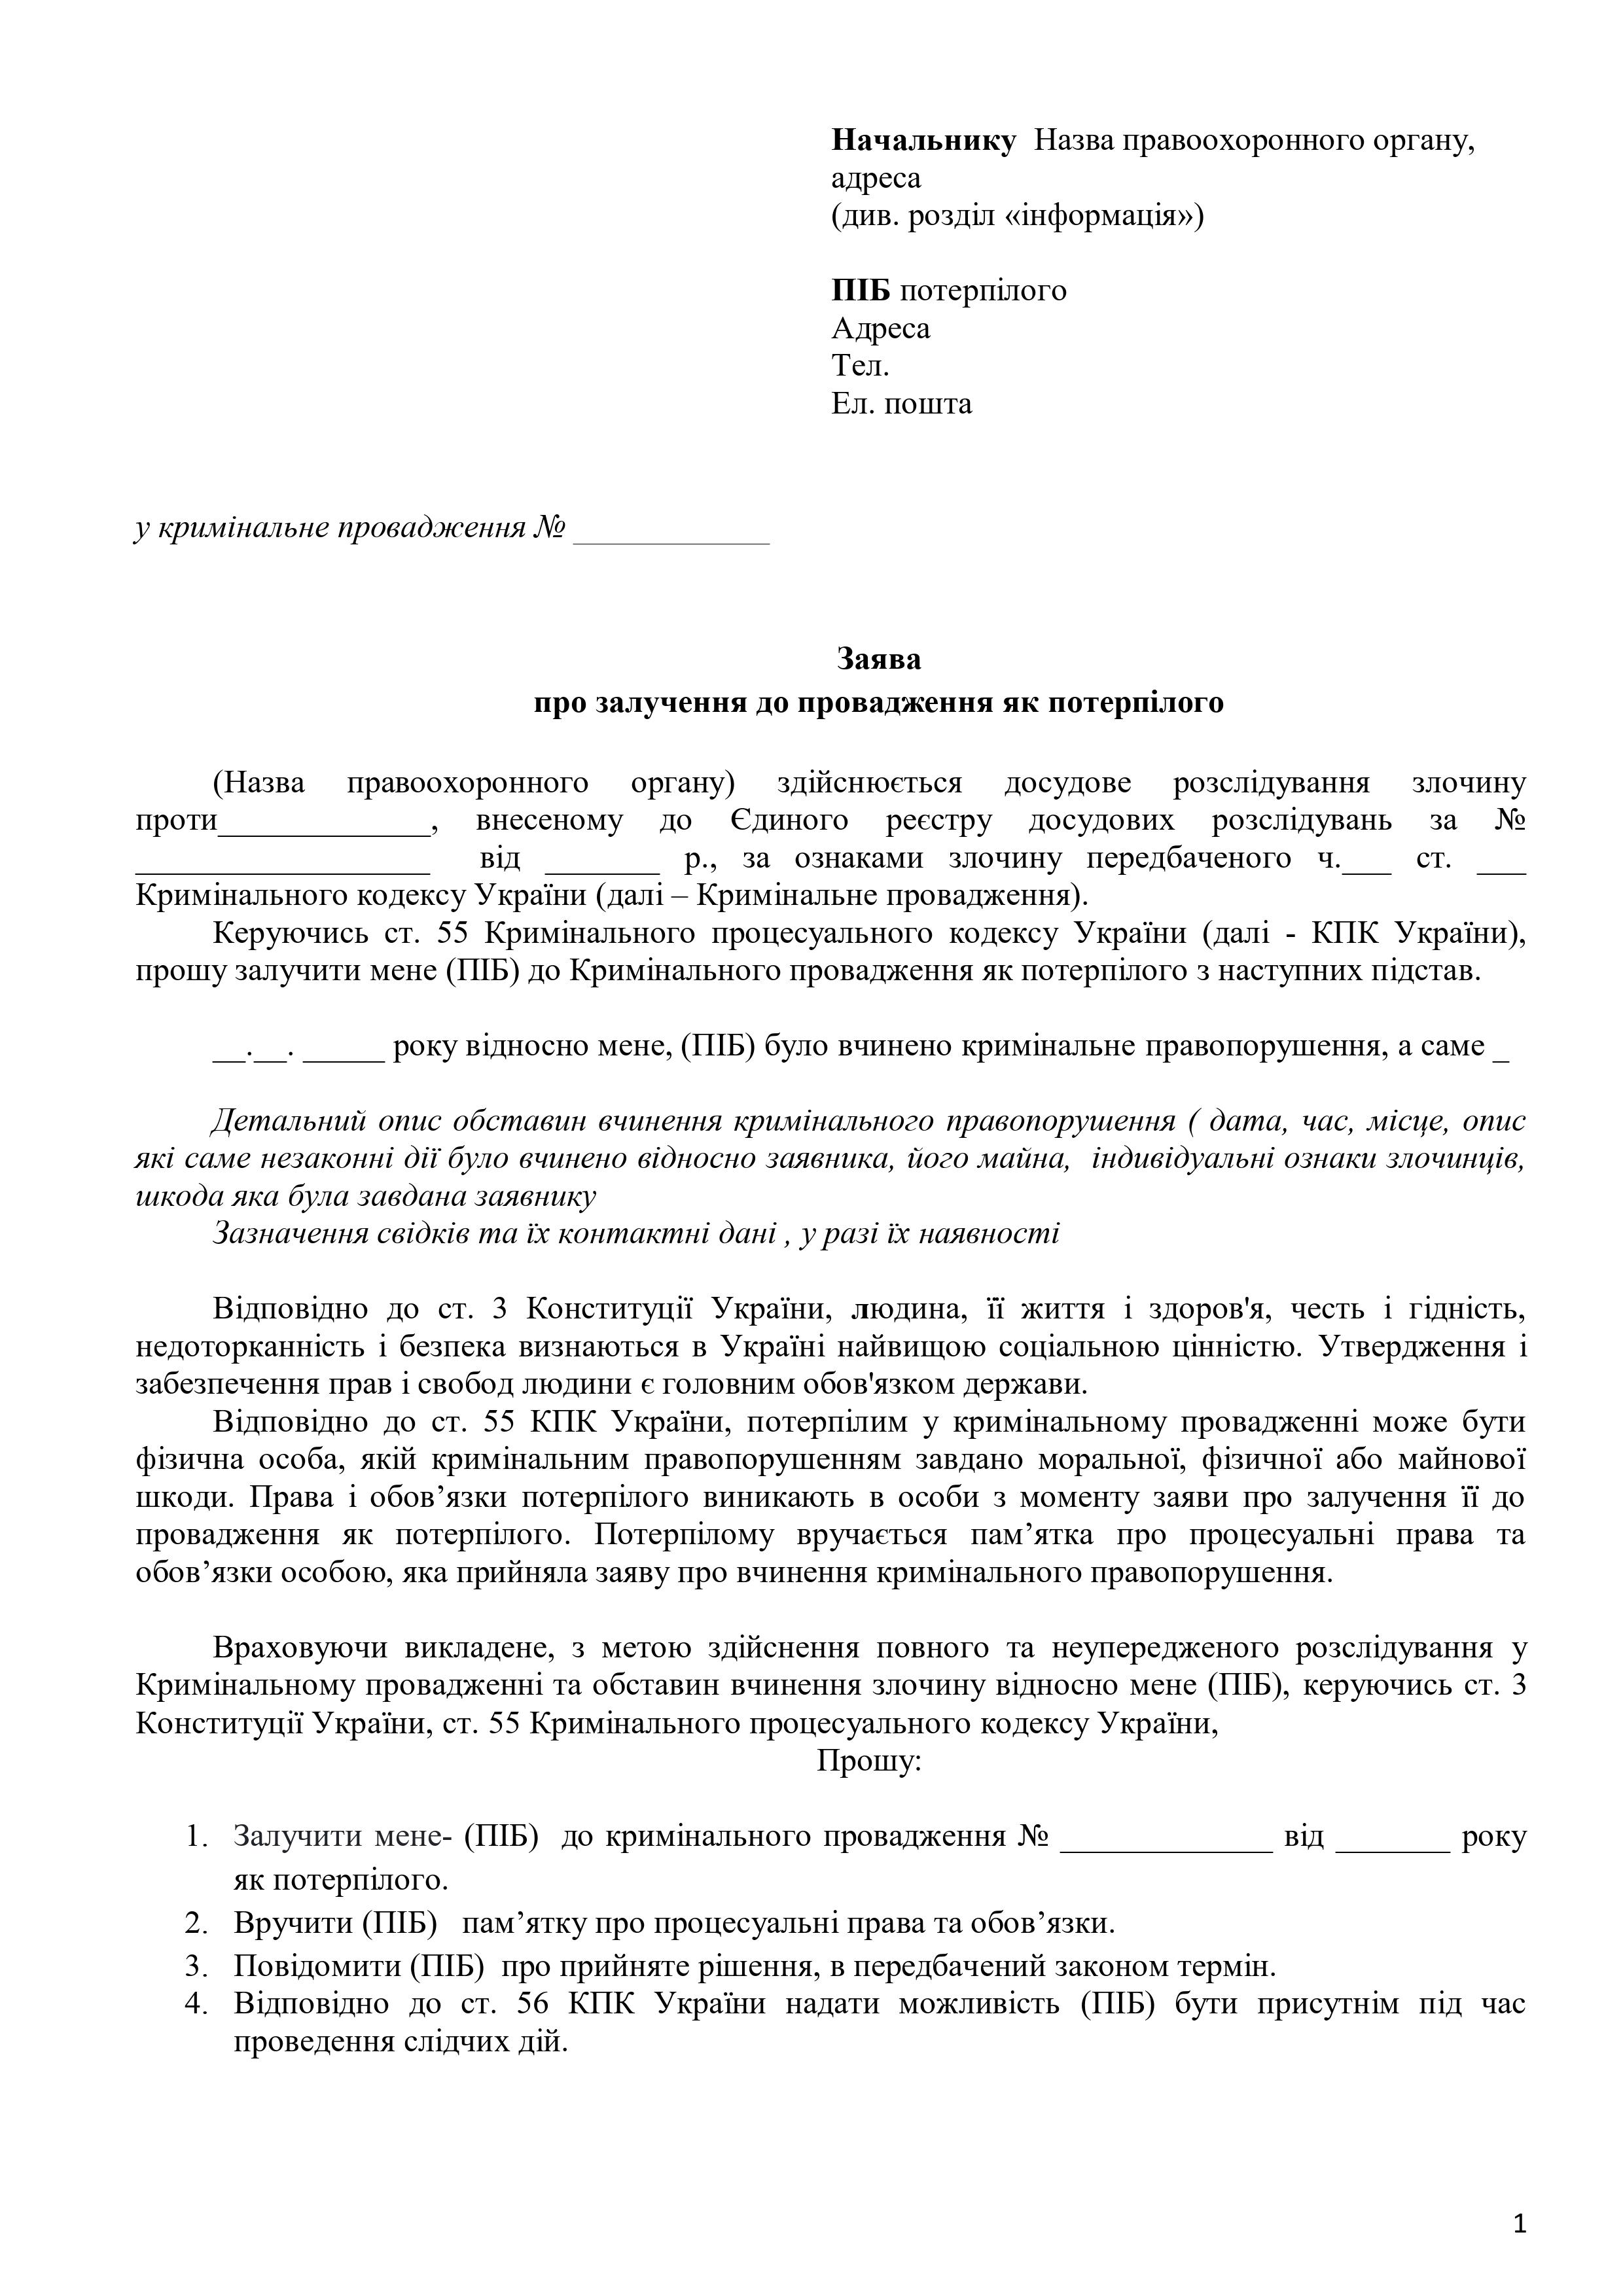 Начальнику Назва правоохоронного органу,
адреса
(див. розділ «інформація»)
ПІБ потерпілого
Адреса
Тел.
Ел. пошта
у кримінальне провадження № ____________
Заява
про залучення до провадження як потерпілого
(Назва правоохоронного органу) здійснюється досудове розслідування злочину
проти_____________, внесеному до Єдиного реєстру досудових розслідувань за №
__________________ від _______ р., за ознаками злочину передбаченого ч.___ ст. ___
Кримінального кодексу України (далі – Кримінальне провадження).
Керуючись ст. 55 Кримінального процесуального кодексу України (далі - КПК України),
прошу залучити мене (ПІБ) до Кримінального провадження як потерпілого з наступних підстав.
__.__. _____ року відносно мене, (ПІБ) було вчинено кримінальне правопорушення, а саме _
Детальний опис обставин вчинення кримінального правопорушення ( дата, час, місце, опис
які саме незаконні дії було вчинено відносно заявника, його майна, індивідуальні ознаки злочинців,
шкода яка була завдана заявнику
Зазначення свідків та їх контактні дані , у разі їх наявності
Відповідно до ст. 3 Конституції України, людина, її життя і здоров'я, честь і гідність,
недоторканність і безпека визнаються в Україні найвищою соціальною цінністю. Утвердження і
забезпечення прав і свобод людини є головним обов'язком держави.
Відповідно до ст. 55 КПК України, потерпілим у кримінальному провадженні може бути
фізична особа, якій кримінальним правопорушенням завдано моральної, фізичної або майнової
шкоди. Права і обов’язки потерпілого виникають в особи з моменту заяви про залучення її до
провадження як потерпілого. Потерпілому вручається пам’ятка про процесуальні права та
обов’язки особою, яка прийняла заяву про вчинення кримінального правопорушення.
Враховуючи викладене, з метою здійснення повного та неупередженого розслідування у
Кримінальному провадженні та обставин вчинення злочину відносно мене (ПІБ), керуючись ст. 3
Конституції України, ст. 55 Кримінального процесуального кодексу України,
Прошу:
1. Залучити мене- (ПІБ) до кримінального провадження № _____________ від _______ року
як потерпілого.
2. Вручити (ПІБ) пам’ятку про процесуальні права та обов’язки.
3. Повідомити (ПІБ) про прийняте рішення, в передбачений законом термін.
4. Відповідно до ст. 56 КПК України надати можливість (ПІБ) бути присутнім під час
проведення слідчих дій.
1